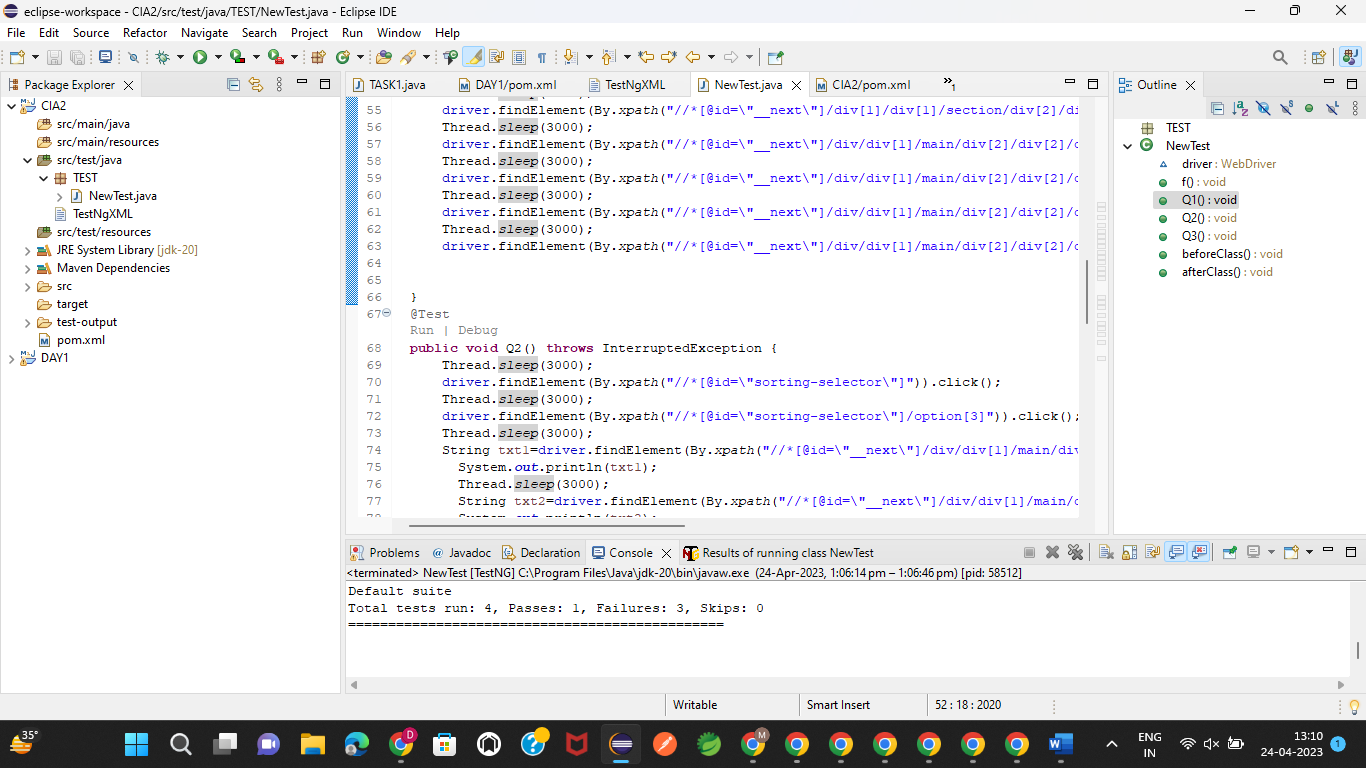 eclipse-workspace - CIA2/src/test/java/TEST/NewTest.java - Eclipse IDE
File Edit Source Refactor Navigate Search Project Run Window Help
Package Explorer
CIA2
src/main/java
src/main/resources
src/test/java
TEST
NewTest.java
TestNgXML
src/test/resources
JRE System Library [jdk-20]
Maven Dependencies
src
target
test-output
pom.xml
DAY1
TASK1.java DAY1/pom.xml TestNgXML NewTest.java CIA2/pom.xml »1
55 driver.findElement(By.xpath("//*[@id=\"__next\"]/div[1]/div[1]/section/div[2]/di
56 Thread.sleep(3000);
57 driver.findElement(By.xpath("//*[@id=\"__next\"]/div/div[1]/main/div[2]/div[2]/d
58 Thread.sleep(3000);
59 driver.findElement(By.xpath("//*[@id=\"__next\"]/div/div[1]/main/div[2]/div[2]/d
60 Thread.sleep(3000);
61 driver.findElement(By.xpath("//*[@id=\"__next\"]/div/div[1]/main/div[2]/div[2]/d
62 Thread.sleep(3000);
63 driver.findElement(By.xpath("//*[@id=\"__next\"]/div/div[1]/main/div[2]/div[2]/d
64
65
66 }
67 @Test
Run | Debug
68 public void Q2() throws InterruptedException {
69 Thread.sleep(3000);
70 driver.findElement(By.xpath("//*[@id=\"sorting-selector\"]")).click();
71 Thread.sleep(3000);
72 driver.findElement(By.xpath("//*[@id=\"sorting-selector\"]/option[3]")).click();
73 Thread.sleep(3000);
74 String txt1=driver.findElement(By.xpath("//*[@id=\"__next\"]/div/div[1]/main/div
75 System.out.println(txt1);
76 Thread.sleep(3000);
77 String txt2=driver.findElement(By.xpath("//*[@id=\"__next\"]/div/div[1]/main/d
78 System.out.println(txt2);
Outline
TEST
NewTest
driver : WebDriver
f() : void
Q1() : void
Q2() : void
Q3() : void
beforeClass() : void
afterClass() : void
Problems @ Javadoc Declaration Console Results of running class NewTest
<terminated> NewTest [TestNG] C:\Program Files\Java\jdk-20\bin\javaw.exe (24-Apr-2023, 1:06:14 pm – 1:06:46 pm) [pid: 58512]
Default suite
Total tests run: 4, Passes: 1, Failures: 3, Skips: 0
===============================================
Writable Smart Insert 52 : 18 : 2020
35°
D
M
ENG
IN
13:10
24-04-2023
1